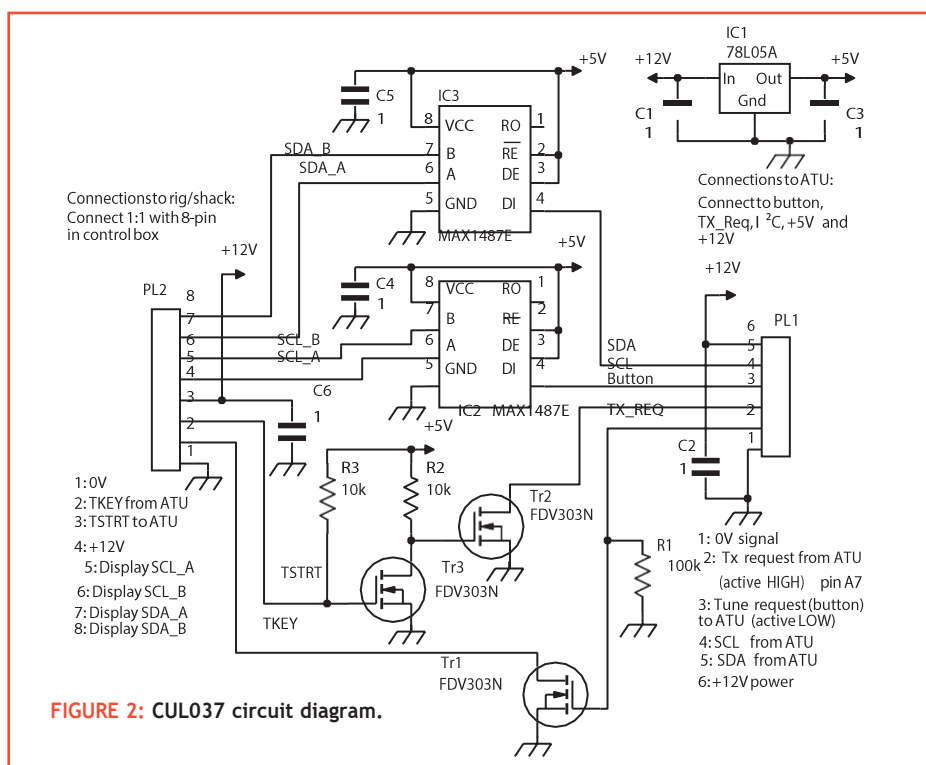 IC1
78L05A
+12V
In Out
+5V
Gnd
C1
1
C3
1
+5V
C5
1
IC3
8 VCC RO 1
7 B RE 2
6 A DE 3
5 GND DI 4
MAX1487E
SDA_B
SDA_A
Connections to rig/shack:
Connect 1:1 with 8-pin
in control box
+12V
Connections to ATU:
Connect to button,
TX_Req, I²C, +5V and
+12V
+5V
C4
1
8 VCC RO 1
7 B RE 2
6 A DE 3
5 GND DI 4
IC2 MAX1487E
PL2
8
7
6
5
4
3
2
1
SCL_B
SCL_A
C6
1
+12V
PL1
6
5
4
3
2
1
SDA
SCL
Button
TX_REQ
C2
1
+5V
R3
10k
R2
10k
Tr2
FDV303N
Tr3
FDV303N
TSTRT
TKEY
R1
100k
Tr1
FDV303N
1: 0V
2: TKEY from ATU
3: TSTRT to ATU
4: +12V
5: Display SCL_A
6: Display SCL_B
7: Display SDA_A
8: Display SDA_B
1: 0V signal
2: Tx request from ATU
(active HIGH) pin A7
3: Tune request (button)
to ATU (active LOW)
4: SCL from ATU
5: SDA from ATU
6: +12V power
FIGURE 2: CUL037 circuit diagram.